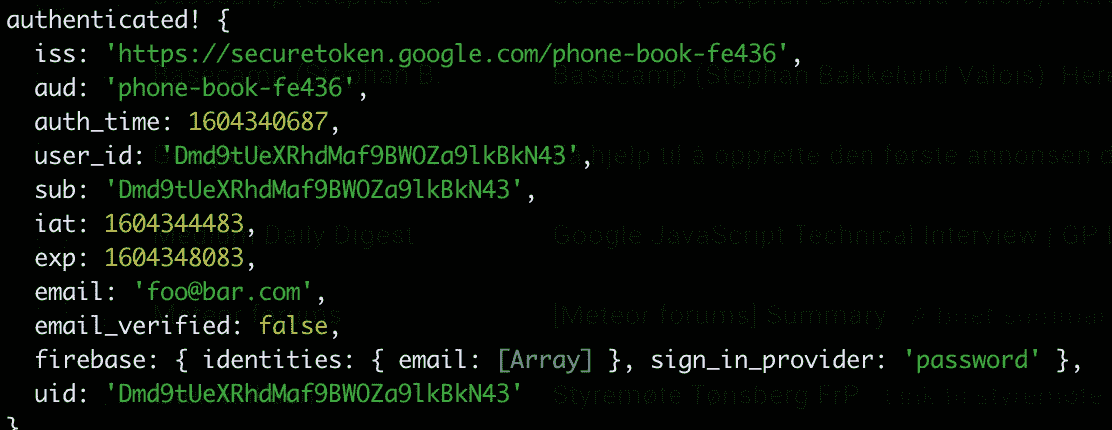 authenticated! {
iss: 'https://securetoken.google.com/phone-book-fe436',
Basecamp (Stephan Bakkelund Valois)
aud: 'phone-book-fe436',
auth_time: 1604340687,
user_id: 'Dmd9tUeXRhdMaf9BWOZa9lkBkN43',
hjelp til å opprette den første annonsen
sub: 'Dmd9tUeXRhdMaf9BWOZa9lkBkN43',
iat: 1604344483,
Daily Digest Google JavaScript Technical Interview
exp: 1604348083,
email: 'foo@bar.com',
[Meteor forums] Summary
email_verified: false,
firebase: { identities: { email: [Array] }, sign_in_provider: 'password' },
uid: 'Dmd9tUeXRhdMaf9BWOZa9lkBkN43'
Styremøte Tønsberg FrP
}